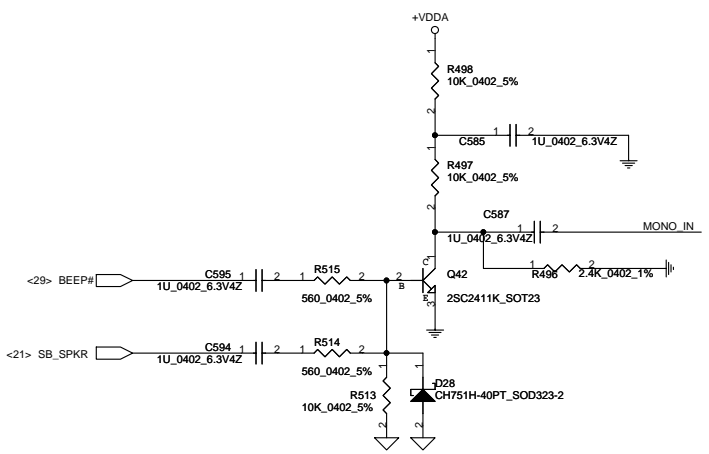 +VDDA
1
R498
10K_0402_5%
2
1
C585
1 2
1U_0402_6.3V4Z
R497
10K_0402_5%
2
C587
1U_0402_6.3V4Z
1 2
MONO_IN
1
R496
2
2.4K_0402_1%
<29> BEEP#
C595
1 2
1U_0402_6.3V4Z
1
R515
2
560_0402_5%
2
B
C
1
E
3
Q42
2SC2411K_SOT23
<21> SB_SPKR
C594
1 2
1U_0402_6.3V4Z
1
R514
2
560_0402_5%
1
R513
10K_0402_5%
2
1
D28
CH751H-40PT_SOD323-2
2